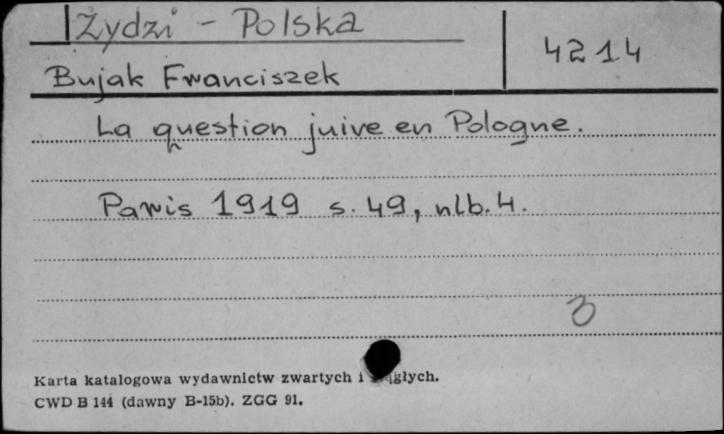 Żydzi - Polska
4214
Bujak Franciszek
La question juive en Pologne.
Paris 1919 s. 49, nlb. 4.
3
Karta katalogowa wydawnictw zwartych i
CWD B 144 (dawny B-15b). ZGG 91.